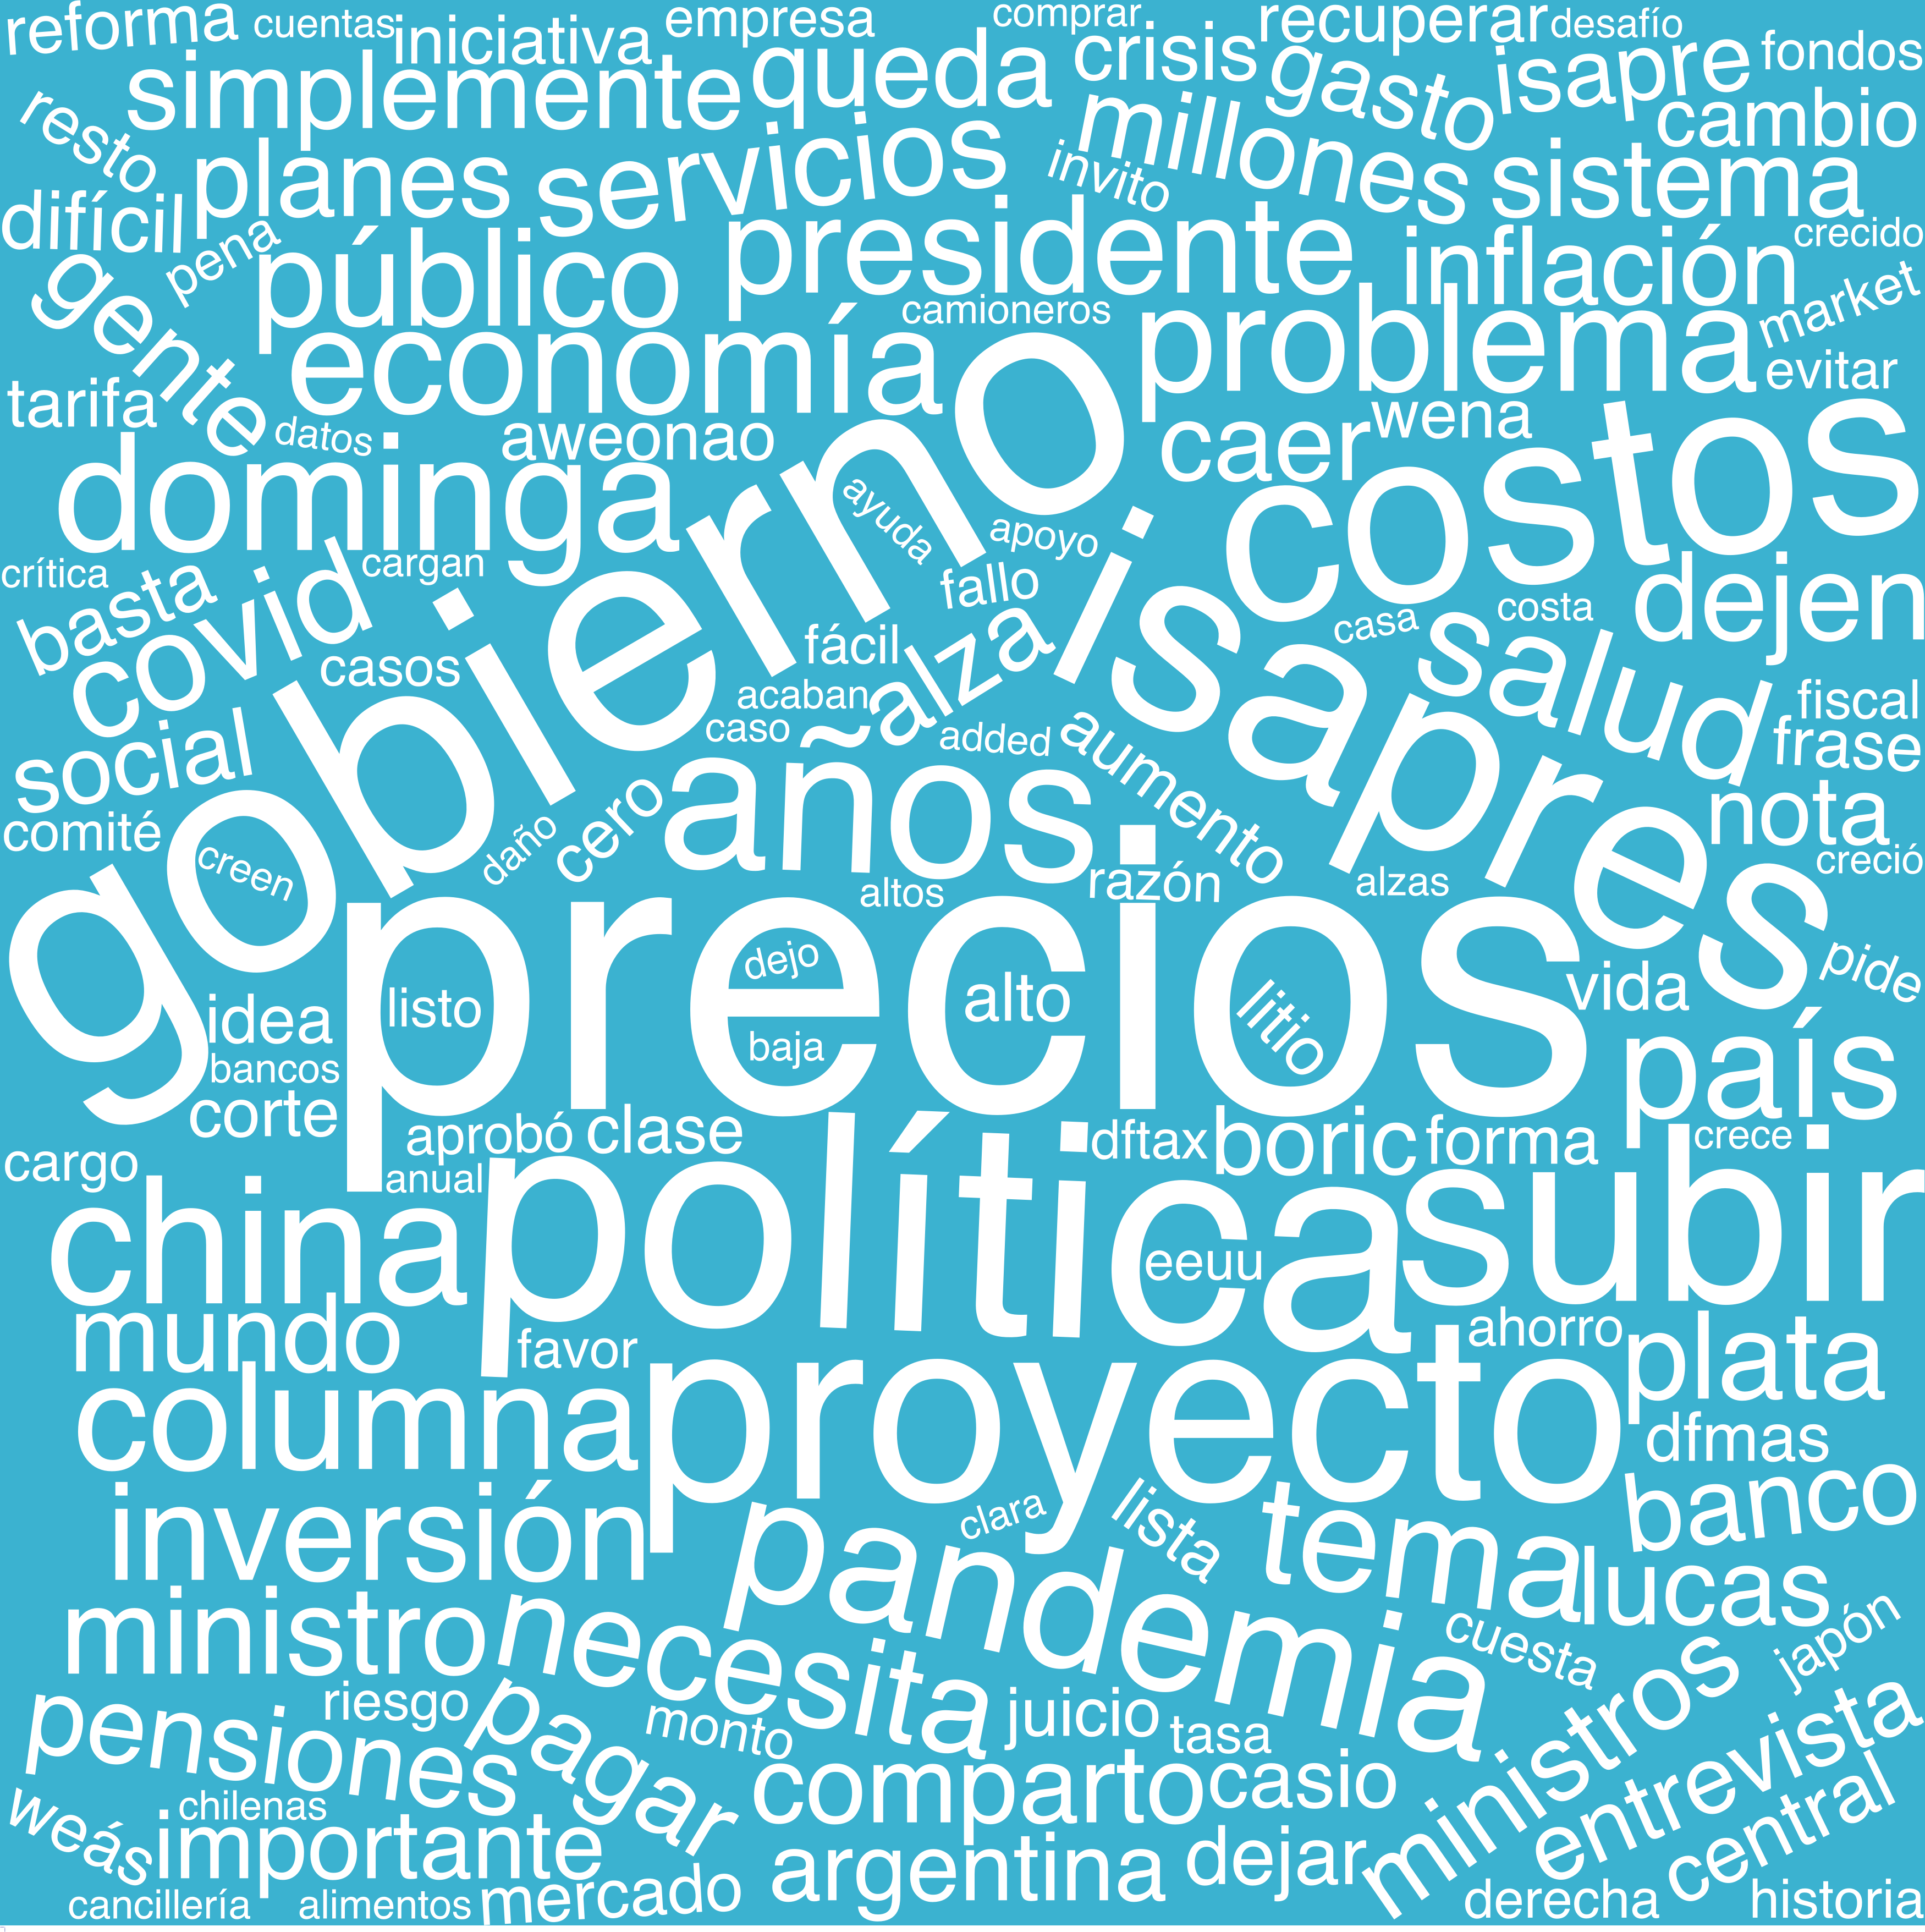 reforma
cuentas
iniciativa
empresa
comprar
recuperar
desafío
simplemente
queda
crisis
gasto
isapre
fondos
resto
planes
servicios
millones
invito
sistema
cambio
difícil
pena
público
presidente
inflación
crecido
gente
economía
camioneros
problema
market
evitar
tarifa
datos
aweonao
caer
wena
dominga
gobierno
costos
ayuda
apoyo
crítica
basta
covid
cargan
fallo
isapres
casa
costa
dejen
casos
fácil
alza
salud
social
acaban
caso
added
aumento
fiscal
frase
comité
creen
daño
cero
años
altos
razón
alzas
nota
creció
precios
listo
dejo
baja
alto
litio
vida
pide
idea
bancos
corte
país
cargo
aprobó
clase
anual
política
dftax
boric
forma
crece
china
eeuu
subir
mundo
favor
proyecto
ahorro
plata
columna
dfmas
inversión
pandemia
clara
lista
tema
banco
lucas
ministro
necesita
cuesta
japón
pensiones
riesgo
pagar
monto
juicio
tasa
ministros
entrevista
weás
chilenas
importante
comparto
casio
central
cancillería
alimentos
mercado
argentina
dejar
derecha
historia